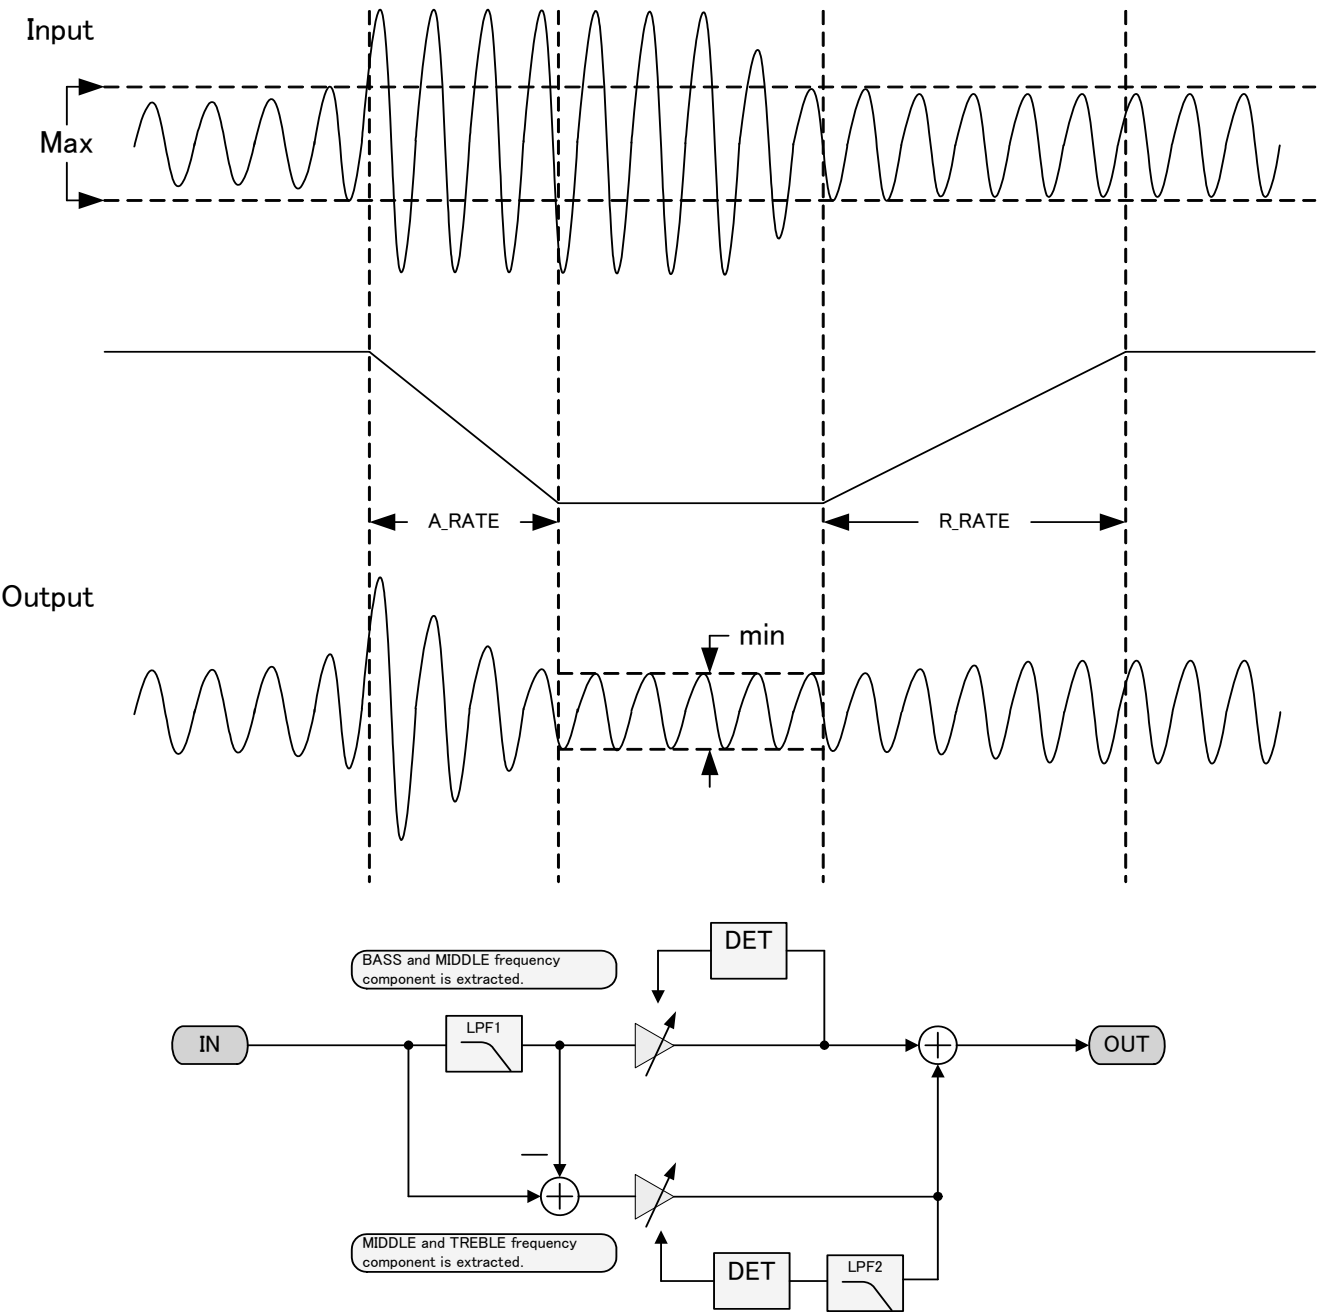 Input
Max
A_RATE
R_RATE
Output
min
DET
BASS and MIDDLE frequency
component is extracted.
LPF1
IN
OUT
MIDDLE and TREBLE frequency
component is extracted.
DET
LPF2